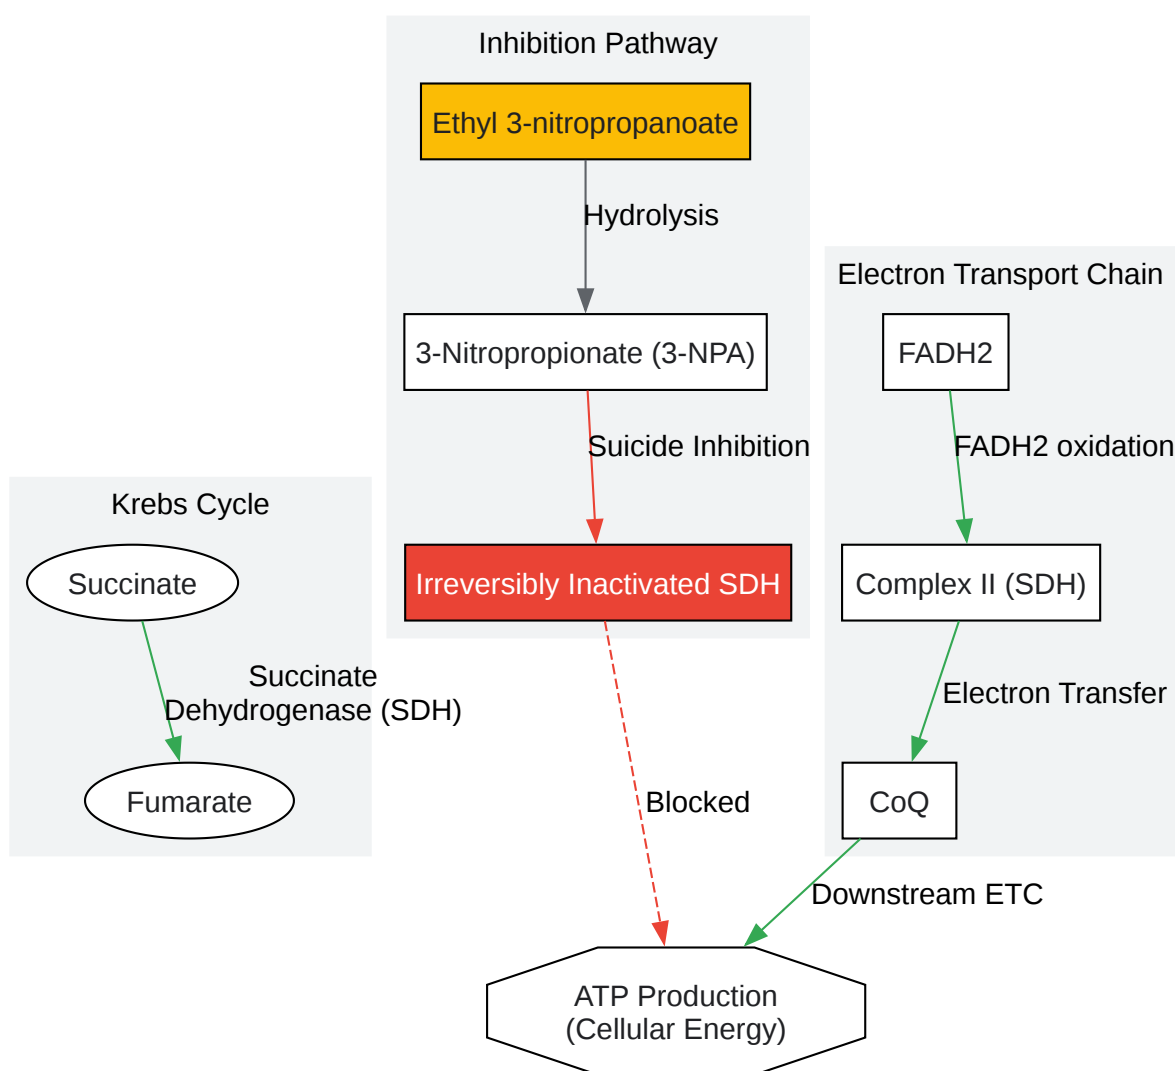 Inhibition Pathway
Ethyl 3-nitropropanoate
Hydrolysis
3-Nitropropionate (3-NPA)
Suicide Inhibition
Irreversibly Inactivated SDH
Blocked
Electron Transport Chain
FADH2
FADH2 oxidation
Complex II (SDH)
Electron Transfer
CoQ
Downstream ETC
Krebs Cycle
Succinate
Succinate
Dehydrogenase (SDH)
Fumarate
ATP Production
(Cellular Energy)